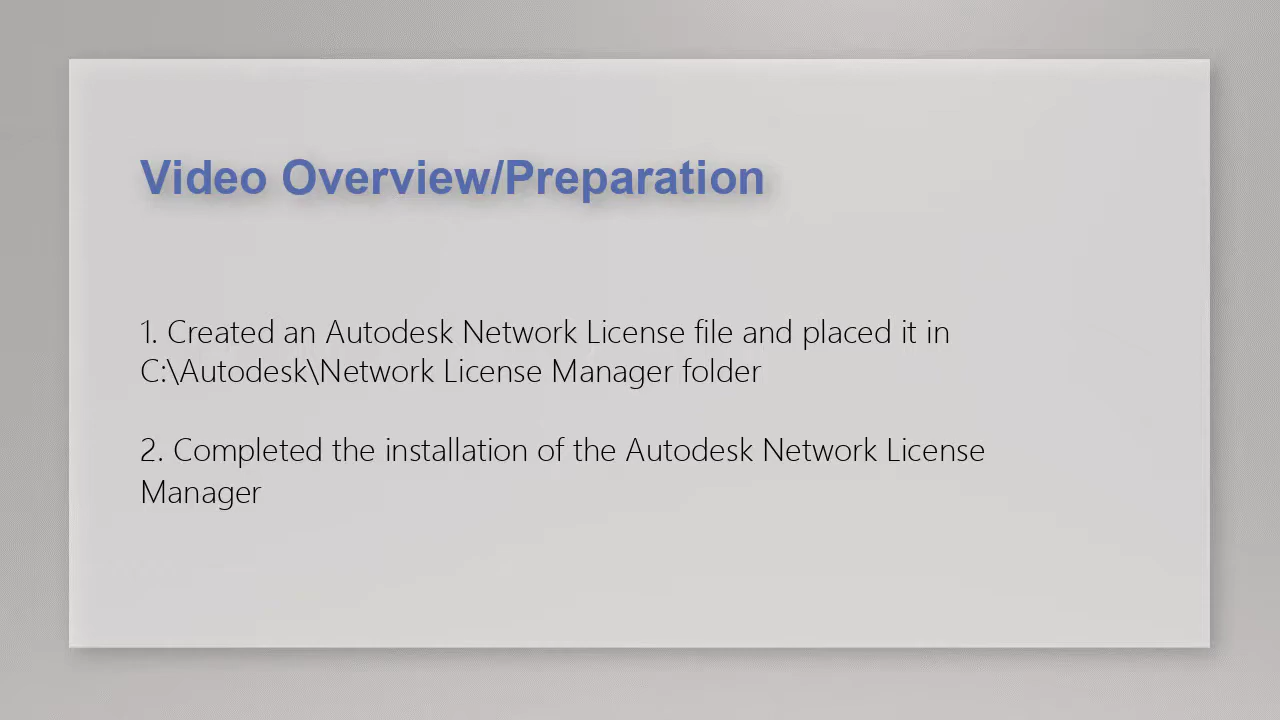 Video Overview/Preparation
1. Created an Autodesk Network License file and placed it in
C:\Autodesk\Network License Manager folder
2. Completed the installation of the Autodesk Network License
Manager